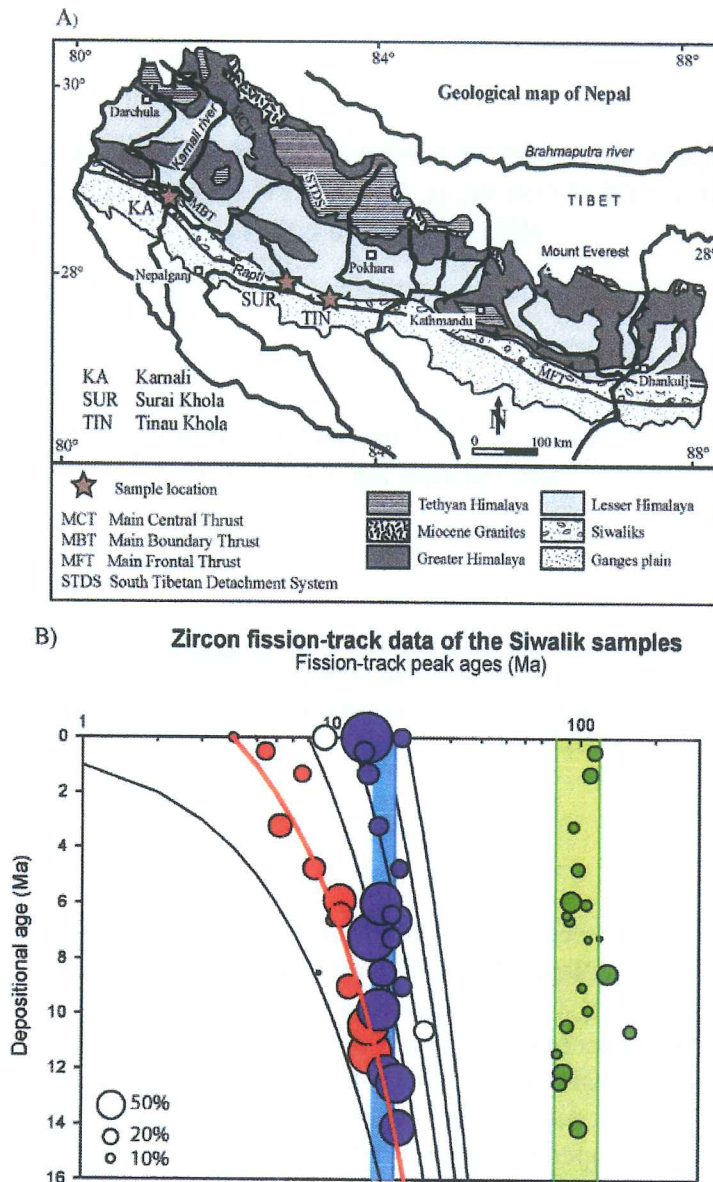 A)
80°
84°
88°
30°
Geological map of Nepal
Darchula
Karnali river
MCT
Brahmaputra river
STDS
TIBET
KA
MBT
Mount Everest
28°
28°
Pokhara
Nepalganj
Rapti
SUR
TIN
Kathmandu
MFT
Dhankulj
KA Karnali
SUR Surai Khola
TIN Tinau Khola
N
0 100 km
80°
84°
88°
Sample location
MCT Main Central Thrust
MBT Main Boundary Thrust
MFT Main Frontal Thrust
STDS South Tibetan Detachment System
Tethyan Himalaya
Miocene Granites
Greater Himalaya
Lesser Himalaya
Siwaliks
Ganges plain
B)
Zircon fission-track data of the Siwalik samples
Fission-track peak ages (Ma)
1 10 100
Depositional age (Ma)
0
2
4
6
8
10
12
14
16
50%
20%
10%